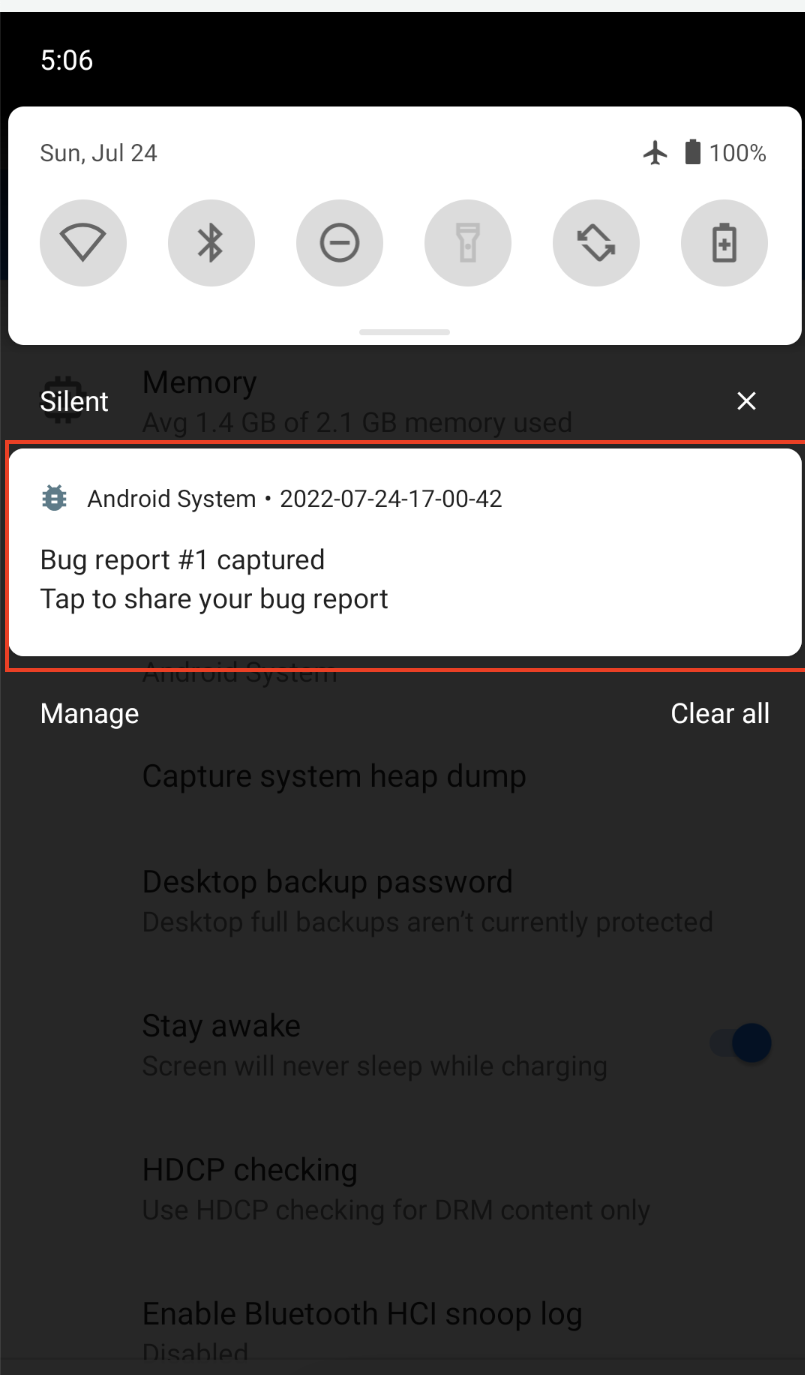 5:06
Sun, Jul 24
100%
Memory
Silent
Avg 1.4 GB of 2.1 GB memory used
Android System • 2022-07-24-17-00-42
Bug report #1 captured
Tap to share your bug report
Android System
Manage
Clear all
Capture system heap dump
Desktop backup password
Desktop full backups aren't currently protected
Stay awake
Screen will never sleep while charging
HDCP checking
Use HDCP checking for DRM content only
Enable Bluetooth HCI snoop log
Disabled